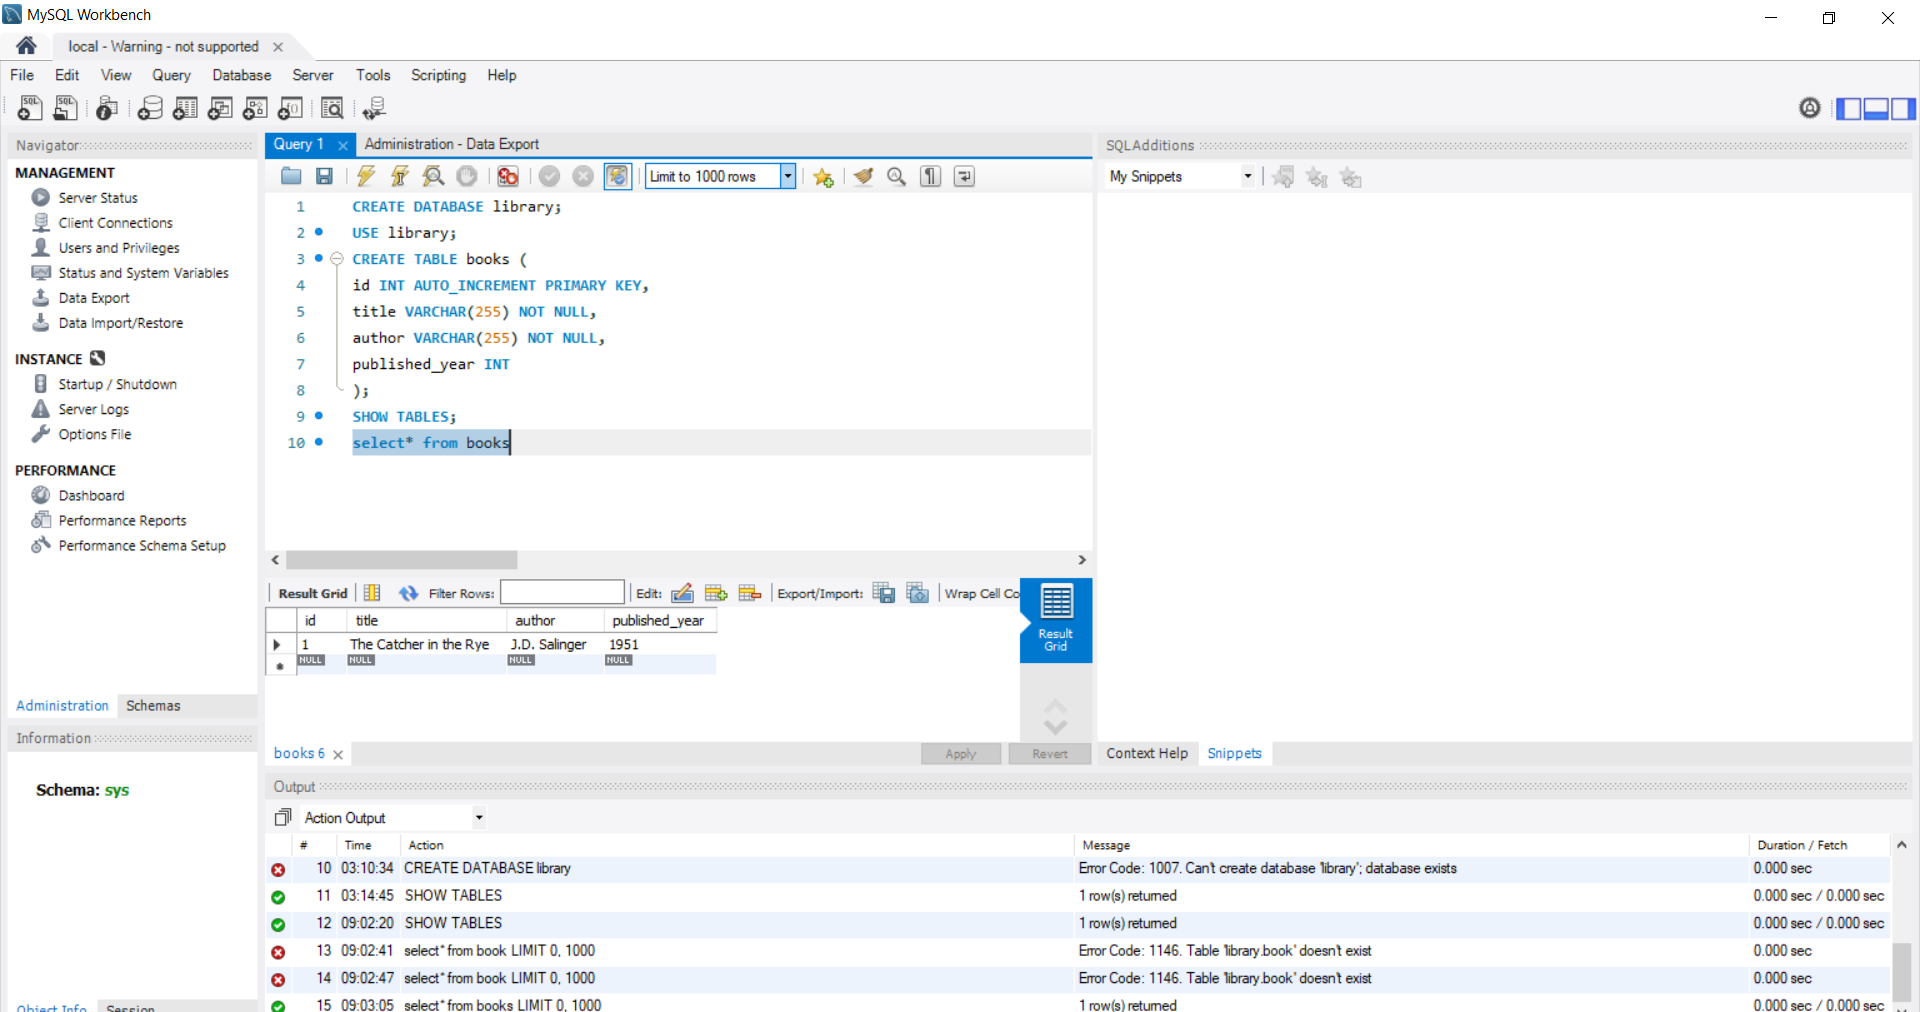 MySQL Workbench
local - Warning - not supported
File Edit View Query Database Server Tools Scripting Help
Navigator
MANAGEMENT
Server Status
Client Connections
Users and Privileges
Status and System Variables
Data Export
Data Import/Restore
INSTANCE
Startup / Shutdown
Server Logs
Options File
PERFORMANCE
Dashboard
Performance Reports
Performance Schema Setup
Administration Schemas
Information
Schema: sys
Object Info Session
Query 1 Administration - Data Export
Limit to 1000 rows
1 CREATE DATABASE library;
2 USE library;
3 CREATE TABLE books (
4 id INT AUTO_INCREMENT PRIMARY KEY,
5 title VARCHAR(255) NOT NULL,
6 author VARCHAR(255) NOT NULL,
7 published_year INT
8 );
9 SHOW TABLES;
10 select* from books
Result Grid Filter Rows: Edit: Export/Import: Wrap Cell Co
id title author published_year
1 The Catcher in the Rye J.D. Salinger 1951
NULL NULL NULL NULL
Result
Grid
books 6 Apply Revert
SQLAdditions
My Snippets
Context Help Snippets
Output
Action Output
# Time Action Message Duration / Fetch
10 03:10:34 CREATE DATABASE library Error Code: 1007. Can't create database 'library'; database exists 0.000 sec
11 03:14:45 SHOW TABLES 1 row(s) returned 0.000 sec / 0.000 sec
12 09:02:20 SHOW TABLES 1 row(s) returned 0.000 sec / 0.000 sec
13 09:02:41 select* from book LIMIT 0, 1000 Error Code: 1146. Table 'library.book' doesn't exist 0.000 sec
14 09:02:47 select* from book LIMIT 0, 1000 Error Code: 1146. Table 'library.book' doesn't exist 0.000 sec
15 09:03:05 select* from books LIMIT 0, 1000 1 row(s) returned 0.000 sec / 0.000 sec